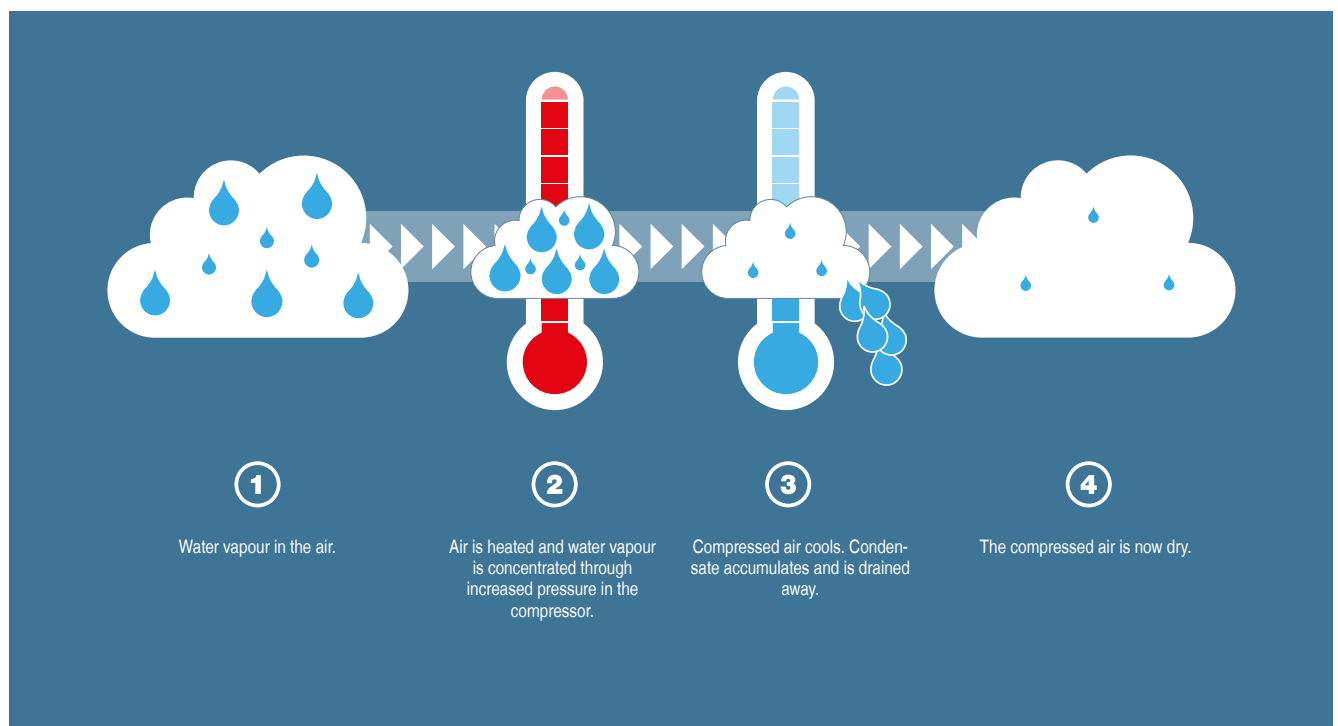 1
Water vapour in the air.
2
Air is heated and water vapour
is concentrated through
increased pressure in the
compressor.
3
Compressed air cools. Conden-
sate accumulates and is drained
away.
4
The compressed air is now dry.